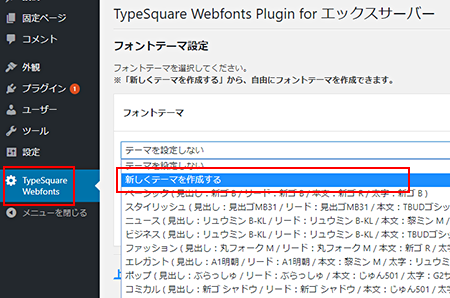 固定ページ
コメント
外観
プラグイン 1
ユーザー
ツール
設定
TypeSquare
Webfonts
メニューを閉じる
TypeSquare Webfonts Plugin for エックスサーバー
フォントテーマ設定
フォントテーマを選択してください。
※「新しくテーマを作成する」から、自由にフォントテーマを作成できます。
フォントテーマ
テーマを設定しない
テーマを設定しない
新しくテーマを作成する
ベーシック ( 見出し：新ゴ B / リード：新ゴ B / 本文：新ゴ R / 太字：新ゴ B )
スタイリッシュ ( 見出し：見出ゴMB31 / リード：見出ゴMB31 / 本文：TBUDゴシッ
ニュース ( 見出し：リュウミン B-KL / リード：リュウミン B-KL / 本文：黎ミン M /
ビジネス ( 見出し：リュウミン B-KL / リード：リュウミン B-KL / 本文：TBUDゴシ
ファッション ( 見出し：丸フォーク M / リード：丸フォーク M / 本文：新ゴ R / 太字
エレガント ( 見出し：A1明朝 / リード：A1明朝 / 本文：黎ミン M / 太字：リュウミン
ポップ ( 見出し：ぶらっしゅ / リード：ぶらっしゅ / 本文：じゅん501 / 太字：G2
コミカル ( 見出し：新ゴ シャドウ / リード：新ゴ シャドウ / 本文：じゅん501 / 太字